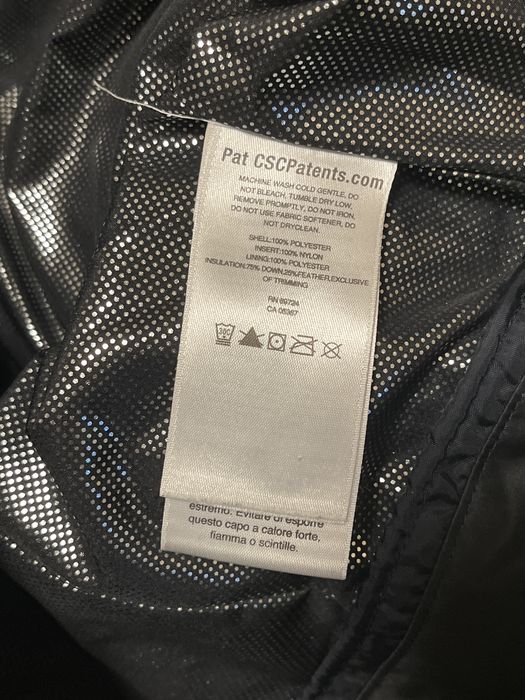 Pat CSCPatents.com
MACHINE WASH COLD GENTLE, DO
NOT BLEACH, TUMBLE DRY LOW,
REMOVE PROMPTLY, DO NOT IRON,
DO NOT USE FABRIC SOFTENER, DO
NOT DRYCLEAN.
SHELL:100% POLYESTER
INSERT:100% NYLON
LINING:100% POLYESTER
INSULATION:75% DOWN,25%FEATHER,EXCLUSIVE
OF TRIMMING
RN 69724
CA 05367
estremo. Evitare di esporre
questo capo a calore forte,
fiamma o scintille.